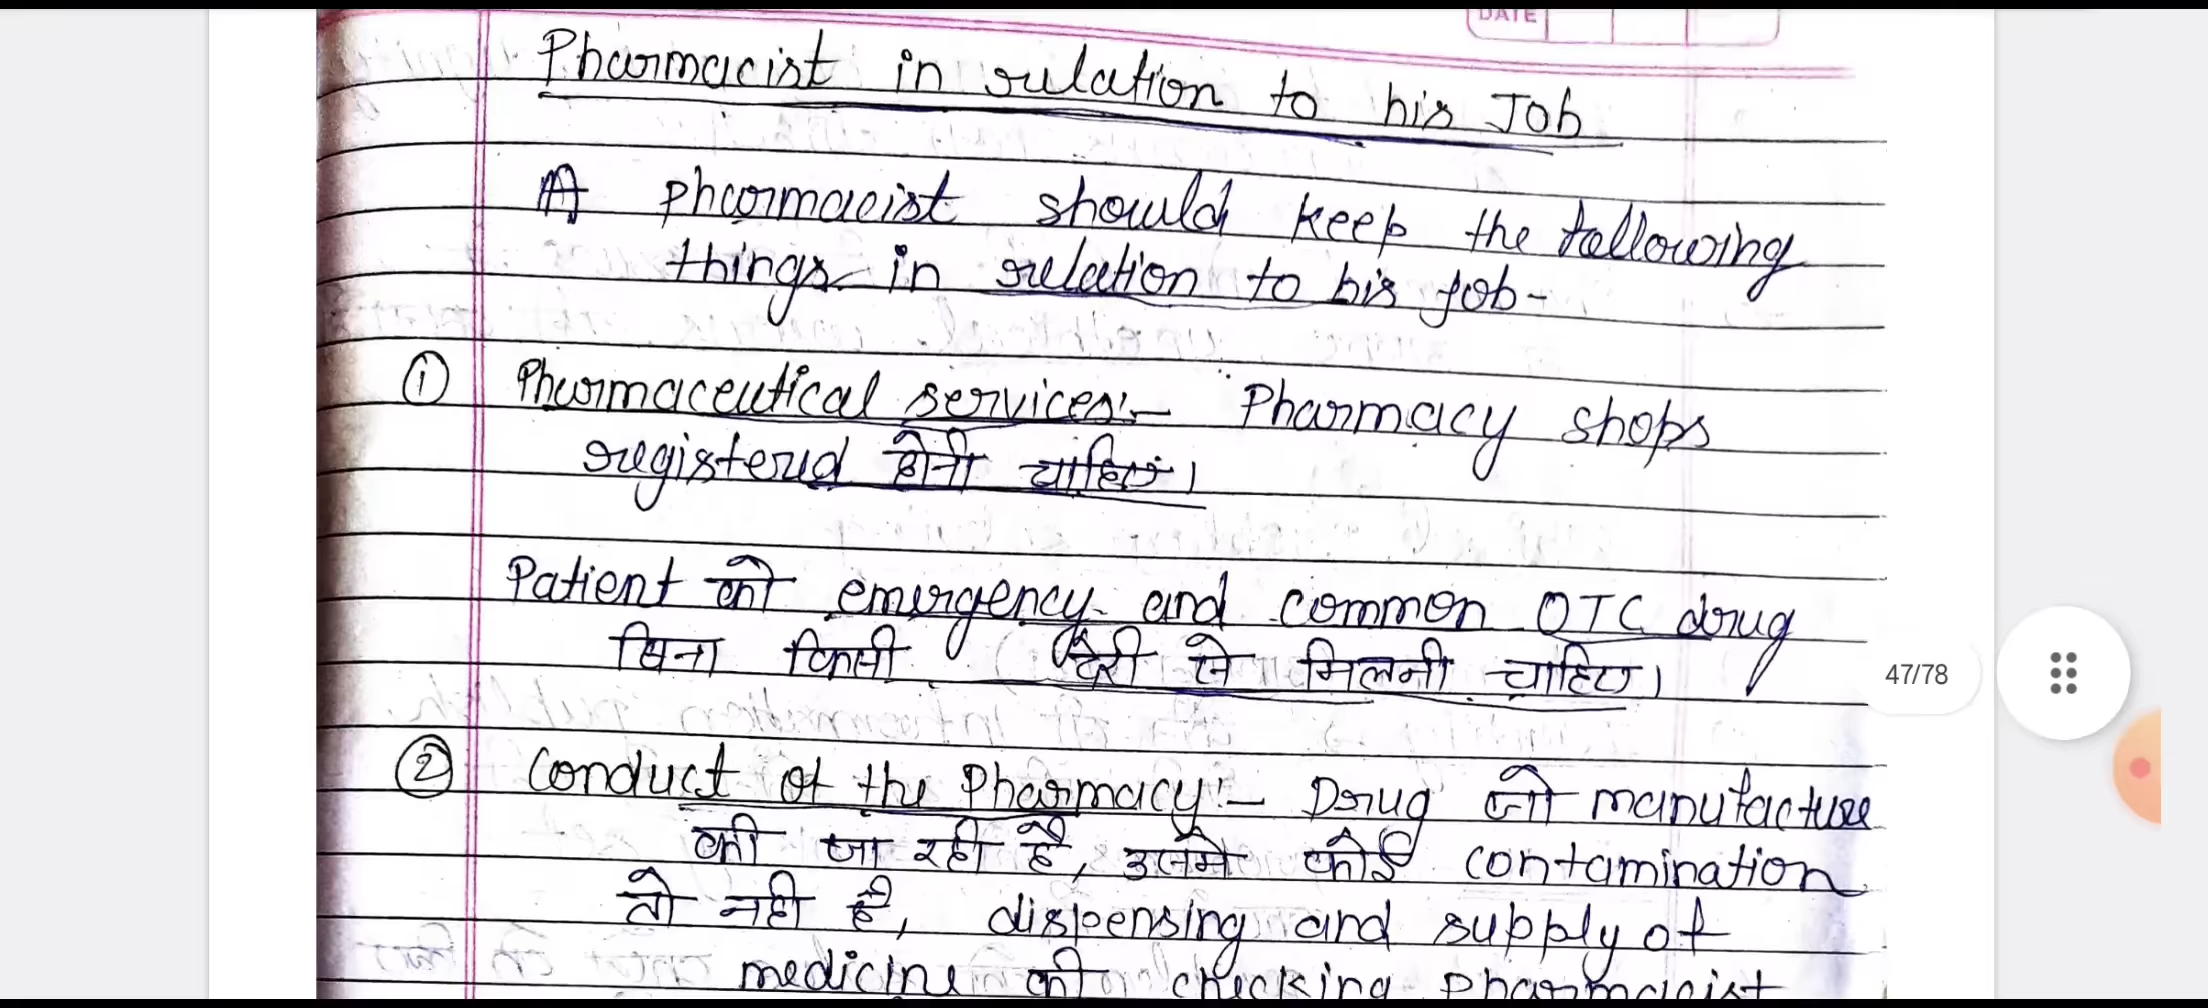 DATE
Pharmacist in relation to his Job
A pharmacist should keep the following
things in relation to his job-
① Pharmaceutical services:- Pharmacy shops
registered होनी चाहिए।
Patient को emergency and common OTC drug
बिना किसी देरी से मिलनी चाहिए।
② Conduct of the Pharmacy:- Drug जो manufacture
की जा रही है, उसमे कोई contamination
तो नही है, dispensing and supply of
medicine की checking pharmacist
47/78